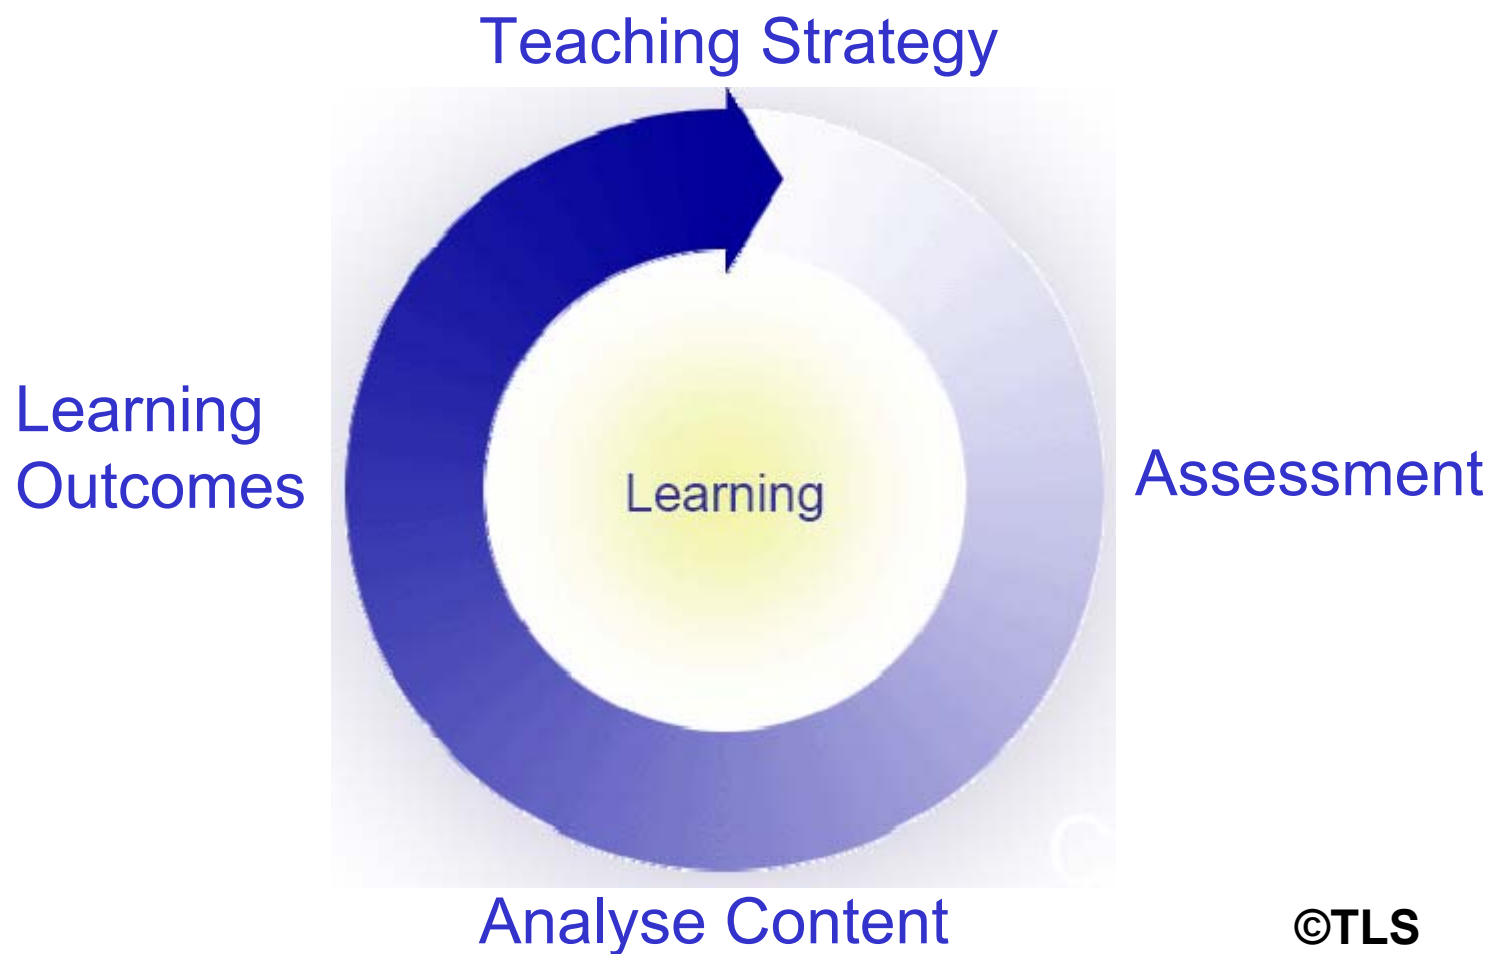 Teaching Strategy
Learning
Outcomes
Learning
Assessment
C
Analyse Content
©TLS